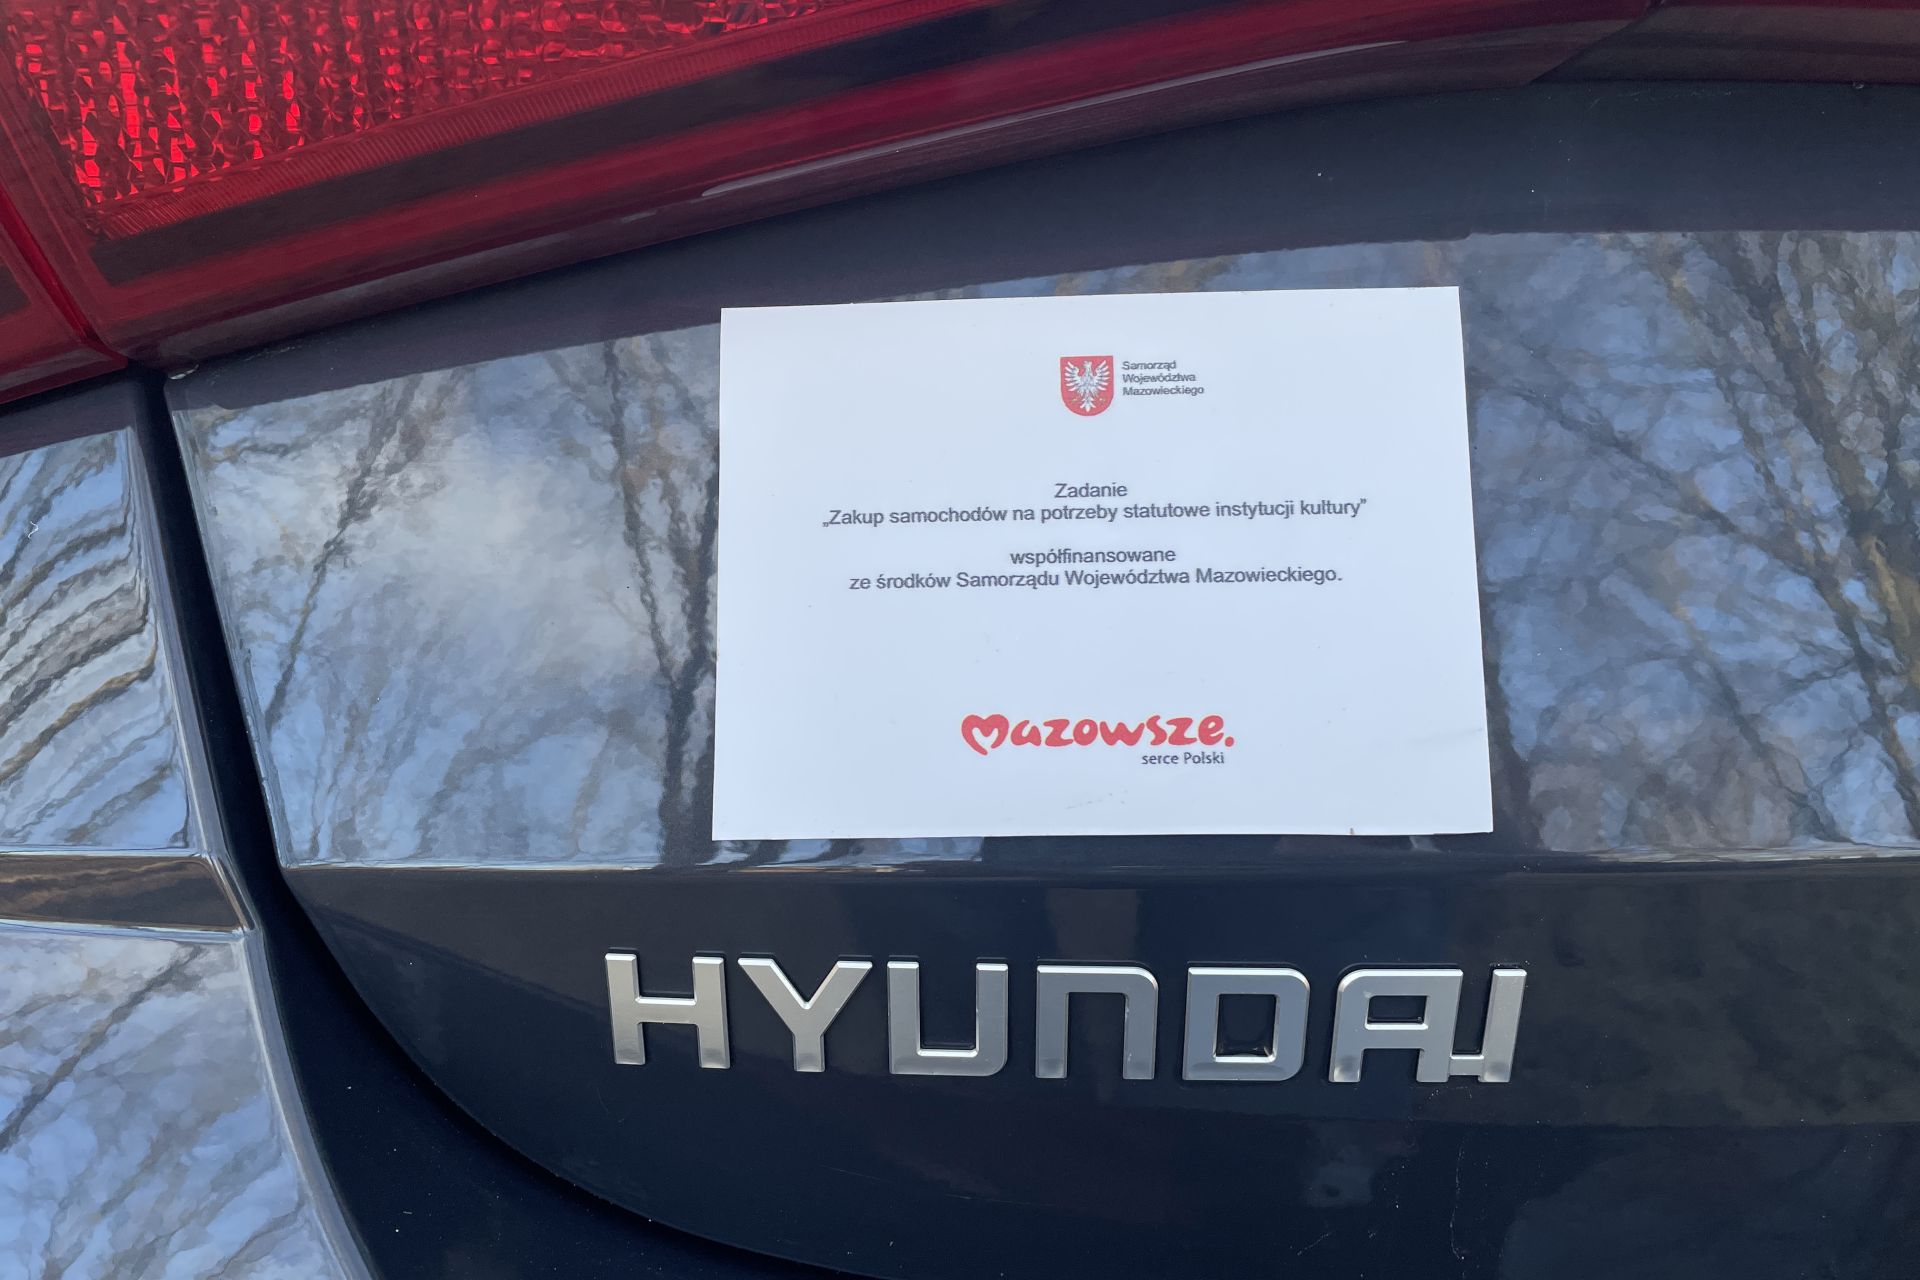 Samorząd
Województwa
Mazowieckiego
Zadanie
„Zakup samochodów na potrzeby statutowe instytucji kultury”
współfinansowane
ze środków Samorządu Województwa Mazowieckiego.
Mazowsze.
serce Polski
HYUNDAI